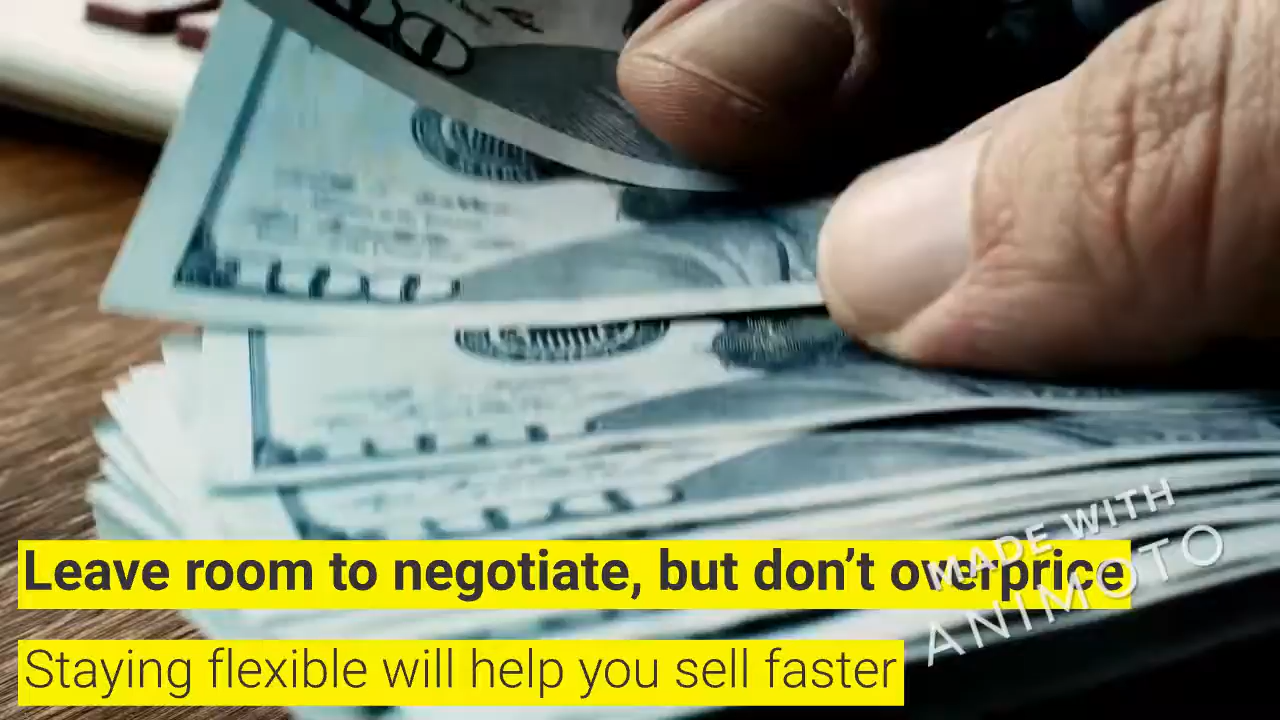 Leave room to negotiate, but don’t overprice
Staying flexible will help you sell faster
MADE WITH
ANIMOTO